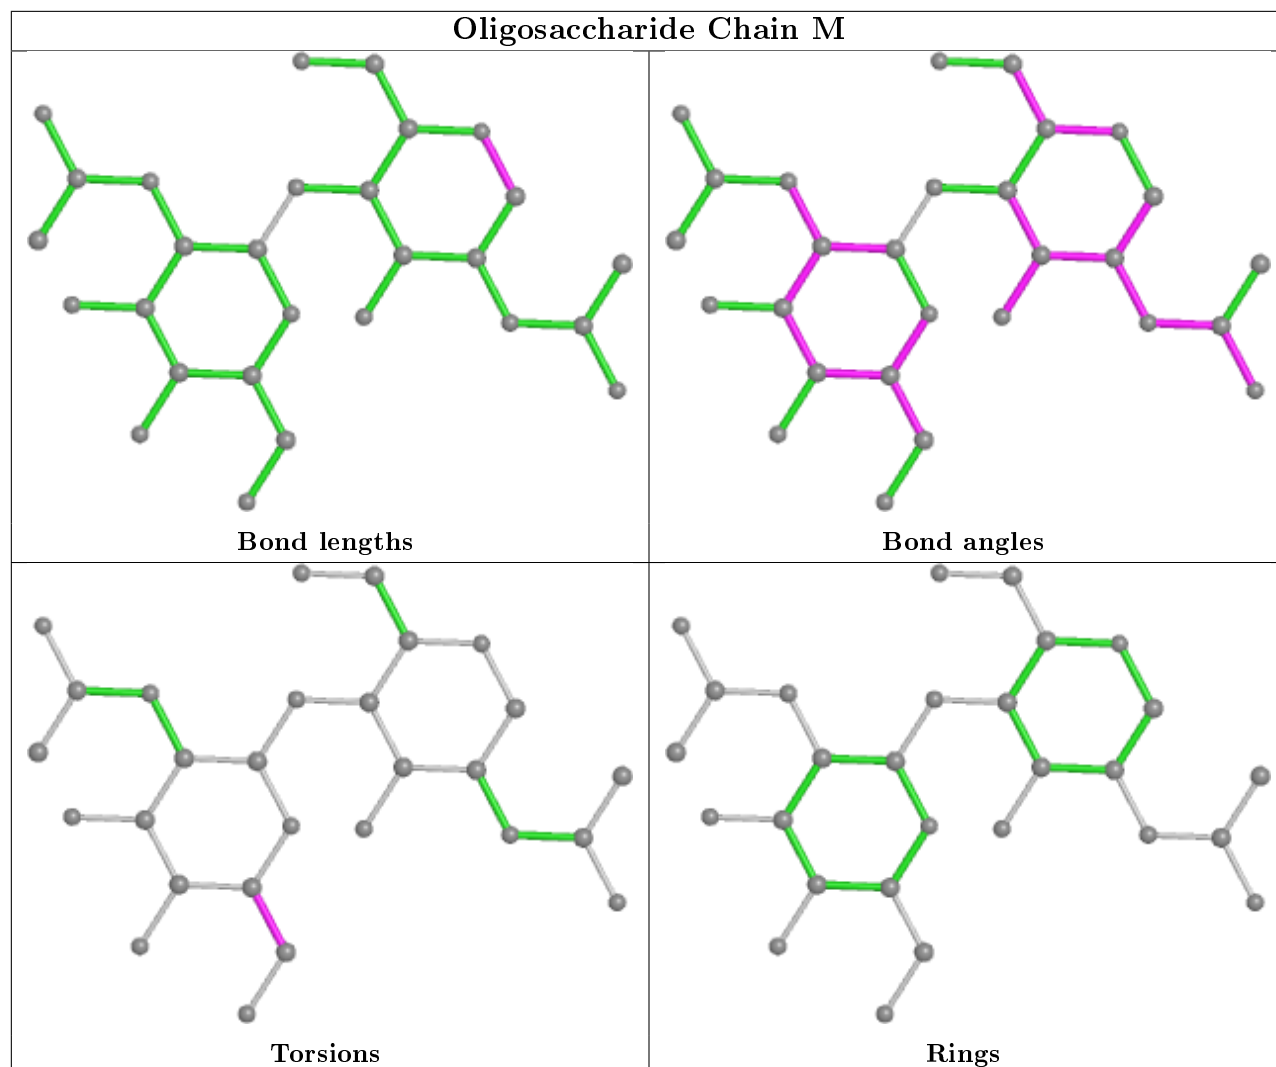 Oligosaccharide Chain M
Bond lengths
Bond angles
Torsions
Rings